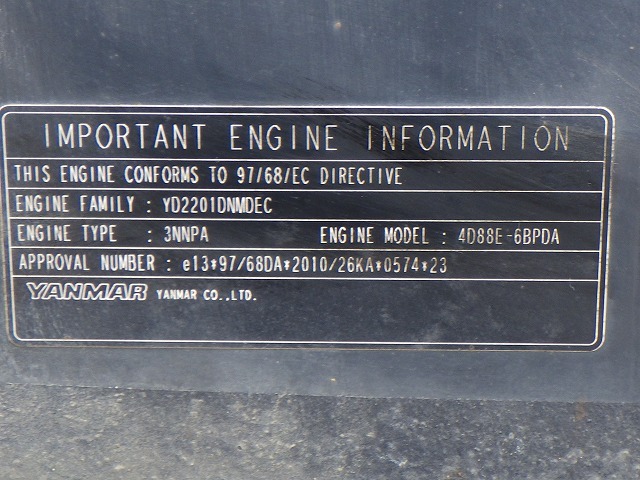 IMPORTANT ENGINE INFORMATION
THIS ENGINE CONFORMS TO 97/68/EC DIRECTIVE
ENGINE FAMILY : YD2201DNMDEC
ENGINE TYPE : 3NNPA ENGINE MODEL : 4D88E-6BPDA
APPROVAL NUMBER : e13*97/68DA*2010/26KA*0574*23
YANMAR YANMAR CO.,LTD.